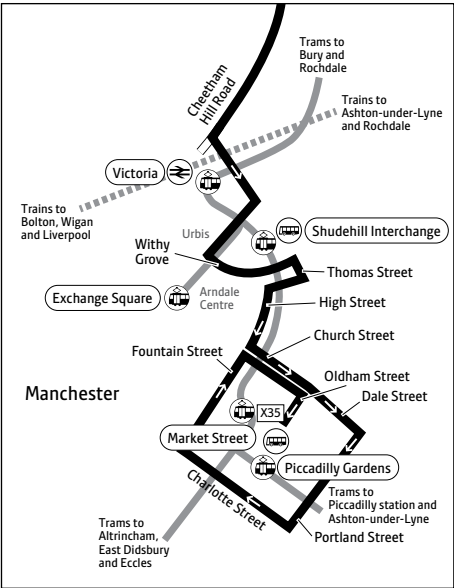 Trams to
Bury and
Rochdale
Cheetham
Hill Road
Trains to
Ashton-under-Lyne
and Rochdale
Victoria
Trains to
Bolton, Wigan
and Liverpool
Urbis
Shudehill Interchange
Withy
Grove
Thomas Street
Exchange Square
Arndale
Centre
High Street
Church Street
Fountain Street
Oldham Street
Dale Street
Manchester
X35
Market Street
Piccadilly Gardens
Charlotte Street
Trams to
Piccadilly station and
Ashton-under-Lyne
Trams to
Altrincham,
East Didsbury
and Eccles
Portland Street